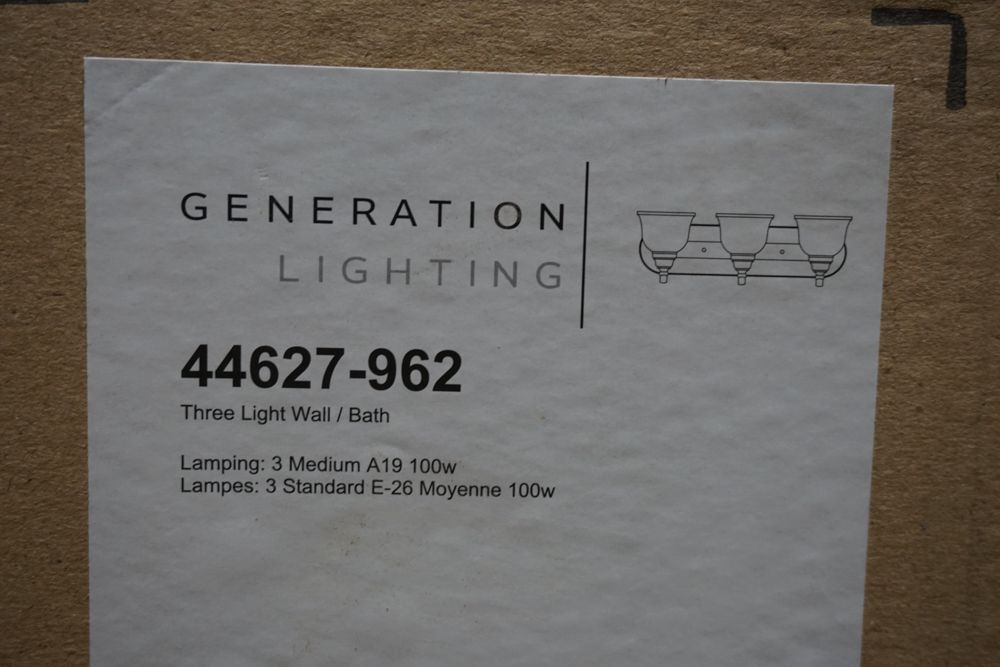 GENERATION
LIGHTING
44627-962
Three Light Wall / Bath
Lamping: 3 Medium A19 100w
Lampes: 3 Standard E-26 Moyenne 100w